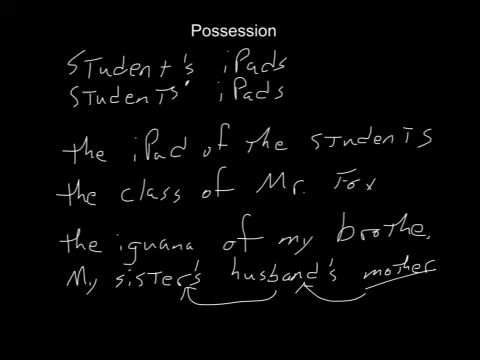 Possession
Student's iPads
Students' iPads
the iPad of the students
the class of Mr. Fox
the iguana of my brothe,
My sister's husband's mother